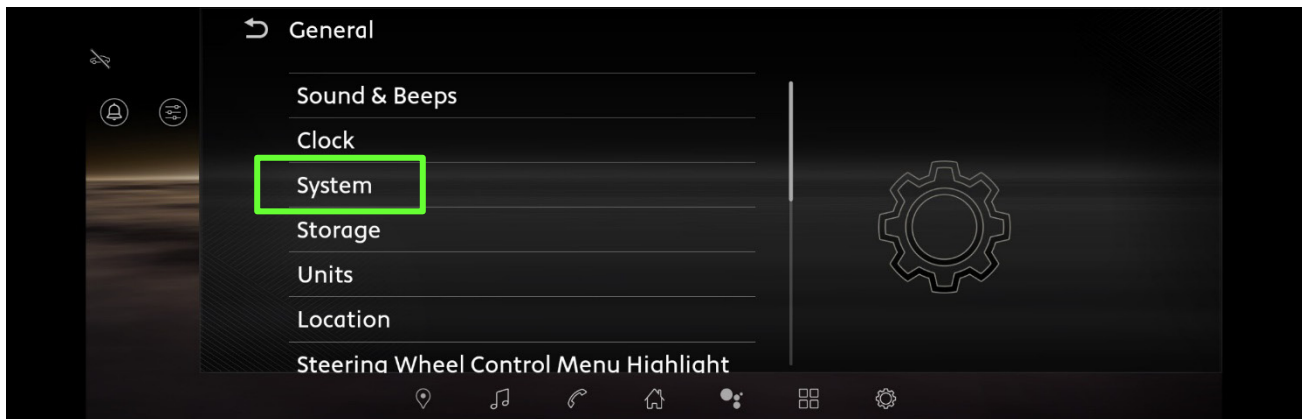 General
Sound & Beeps
Clock
System
Storage
Units
Location
Steering Wheel Control Menu Highlight